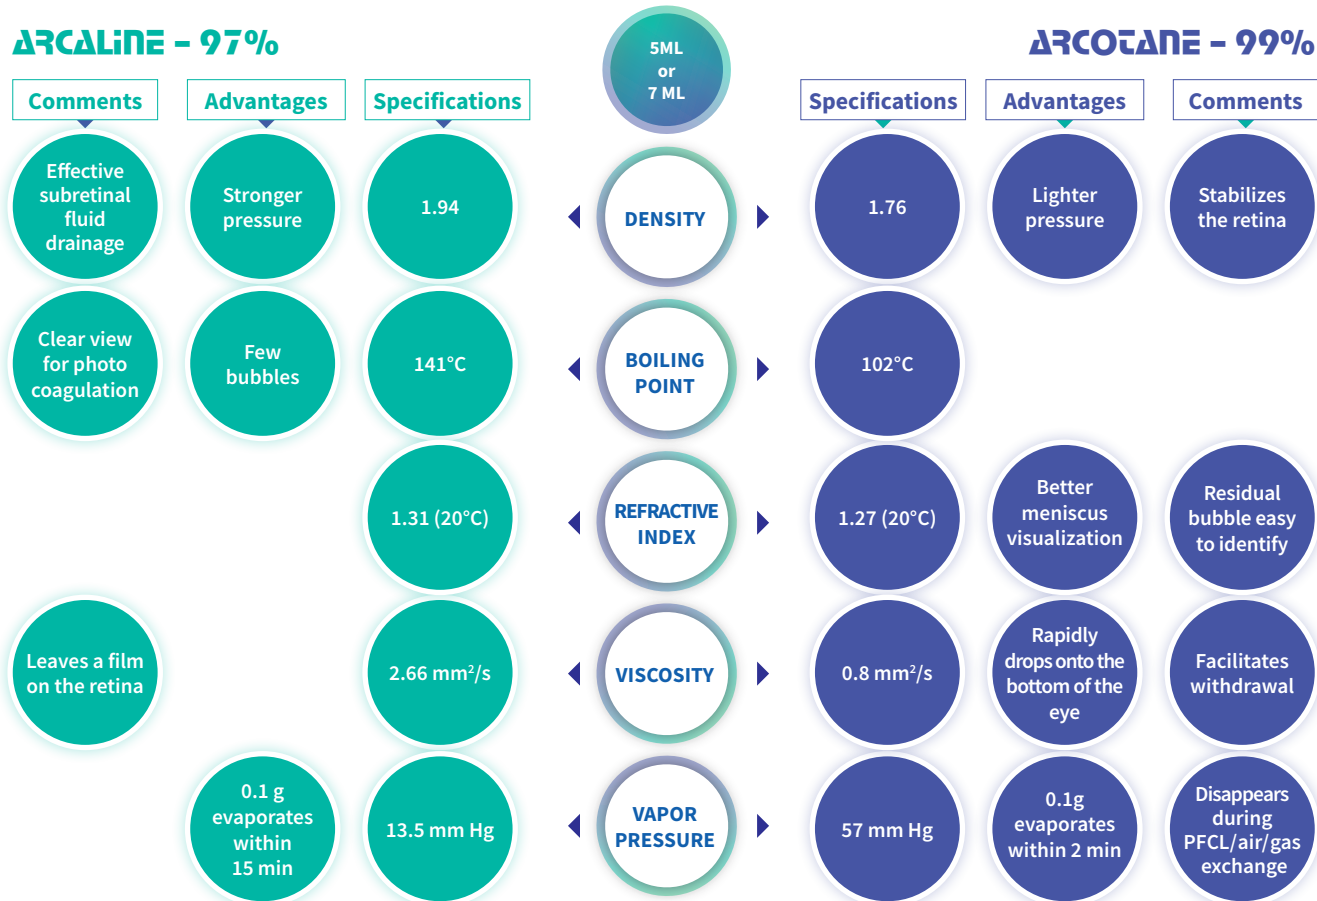 ARCALINE – 97%
5ML
or
7 ML
ARCOTANE – 99%
Comments
Advantages
Specifications
Specifications
Advantages
Comments
Effective
subretinal
fluid
drainage
Stronger
pressure
1.94
DENSITY
1.76
Lighter
pressure
Stabilizes
the retina
Clear view
for photo
coagulation
Few
bubbles
141°C
BOILING
POINT
102°C
1.31 (20°C)
REFRACTIVE
INDEX
1.27 (20°C)
Better
meniscus
visualization
Residual
bubble easy
to identify
Leaves a film
on the retina
2.66 mm²/s
VISCOSITY
0.8 mm²/s
Rapidly
drops onto the
bottom of the
eye
Facilitates
withdrawal
0.1 g
evaporates
within
15 min
13.5 mm Hg
VAPOR
PRESSURE
57 mm Hg
0.1g
evaporates
within 2 min
Disappears
during
PFCL/air/gas
exchange